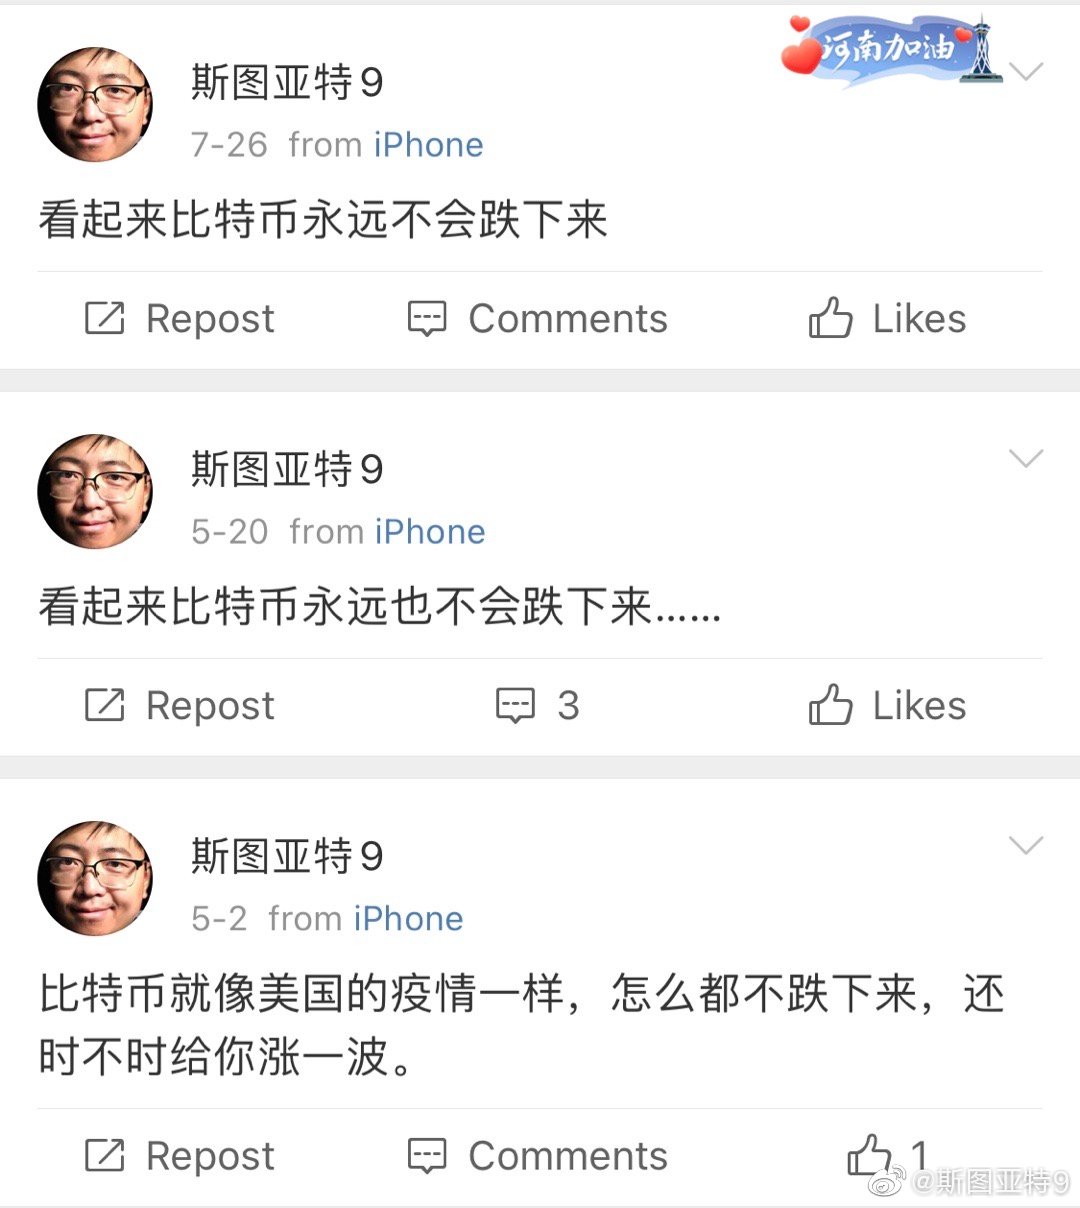 河南加油
斯图亚特9
7-26 from iPhone
看起来比特币永远不会跌下来
Repost Comments Likes
斯图亚特9
5-20 from iPhone
看起来比特币永远也不会跌下来……
Repost 3 Likes
斯图亚特9
5-2 from iPhone
比特币就像美国的疫情一样，怎么都不跌下来，还
时不时给你涨一波。
Repost Comments 1
@斯图亚特9